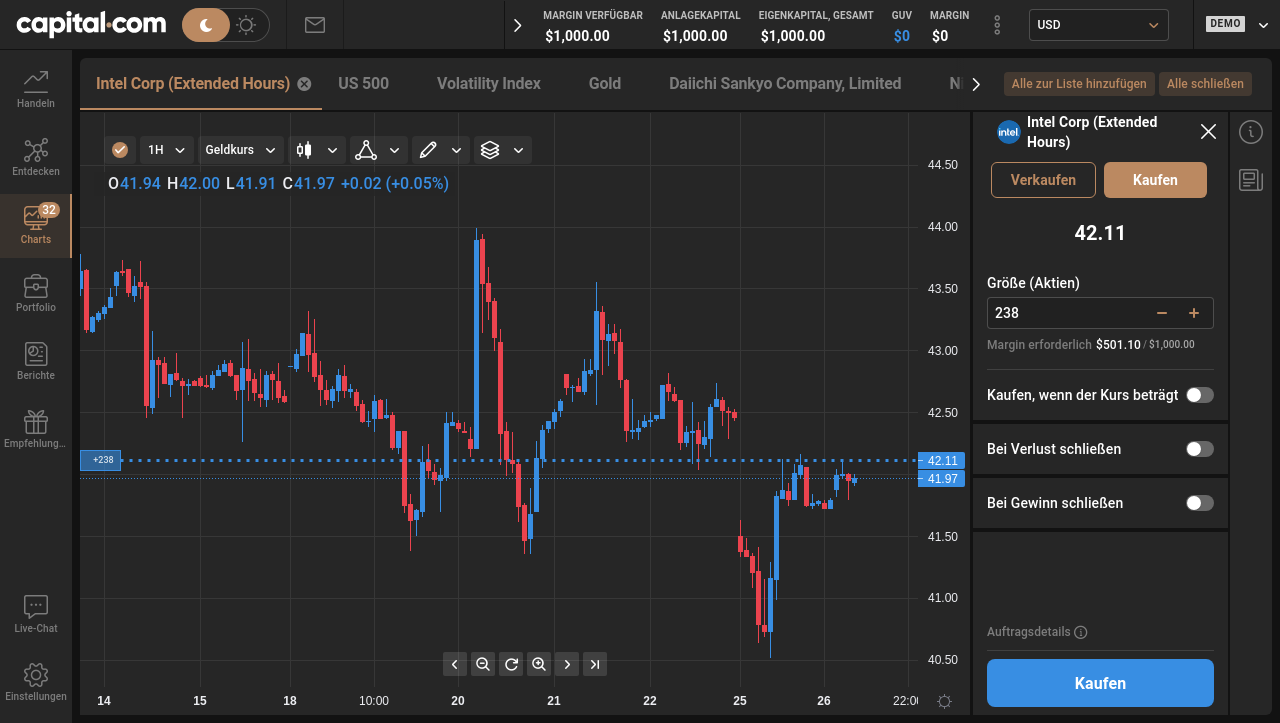 capital.com
MARGIN VERFÜGBAR
$1,000.00
ANLAGEKAPITAL
$1,000.00
EIGENKAPITAL, GESAMT
$1,000.00
GUV
$0
MARGIN
$0
USD
DEMO
Handeln
Entdecken
32
Charts
Portfolio
Berichte
Empfehlung...
Live-Chat
Einstellungen
Intel Corp (Extended Hours)
US 500
Volatility Index
Gold
Daiichi Sankyo Company, Limited
Alle zur Liste hinzufügen
Alle schließen
1H
Geldkurs
O41.94 H42.00 L41.91 C41.97 +0.02 (+0.05%)
44.50
44.00
43.50
43.00
42.50
+238
42.11
41.97
41.50
41.00
40.50
14 15 18 10:00 20 21 22 25 26 22:00
intel
Intel Corp (Extended
Hours)
Verkaufen
Kaufen
42.11
Größe (Aktien)
238
Margin erforderlich $501.10 / $1,000.00
Kaufen, wenn der Kurs beträgt
Bei Verlust schließen
Bei Gewinn schließen
Auftragsdetails
Kaufen